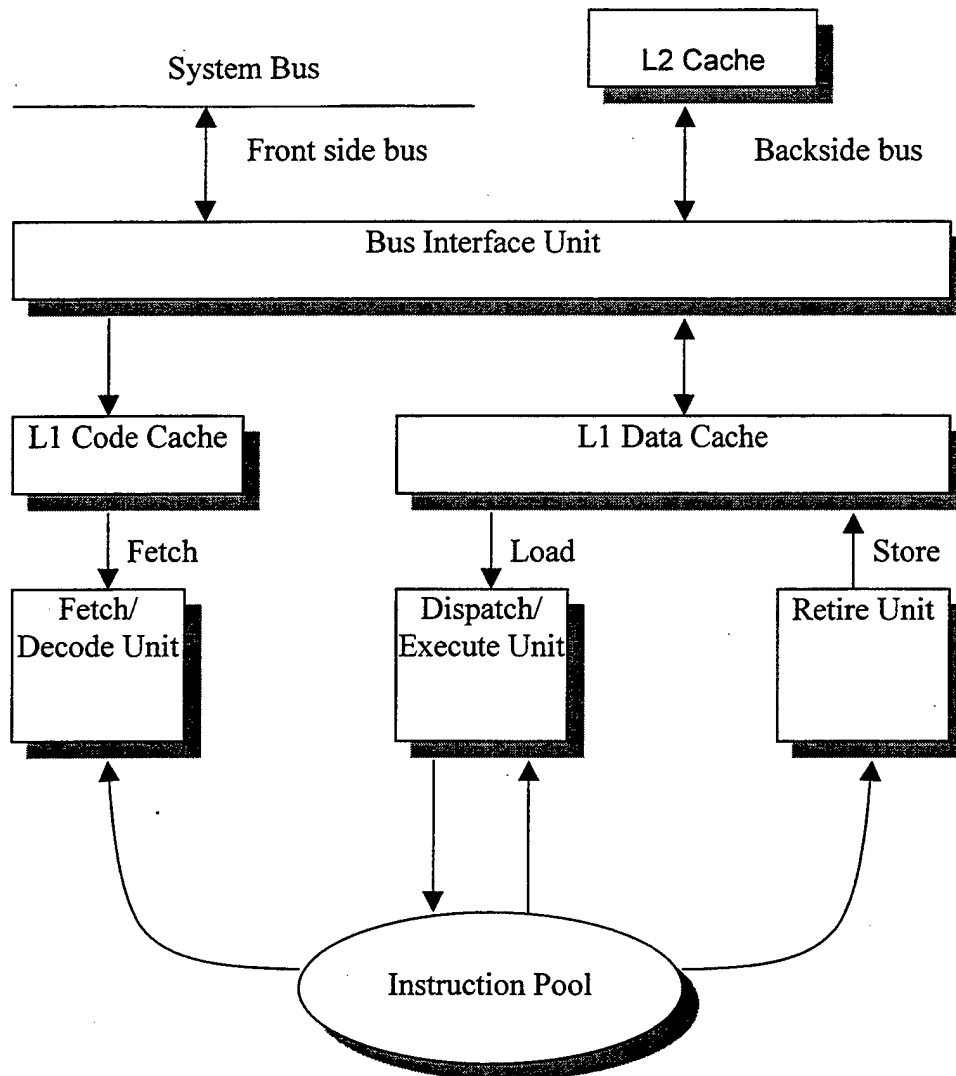 System Bus
L2 Cache
Front side bus
Backside bus
Bus Interface Unit
L1 Code Cache
L1 Data Cache
Fetch
Load
Store
Fetch/
Decode Unit
Dispatch/
Execute Unit
Retire Unit
Instruction Pool